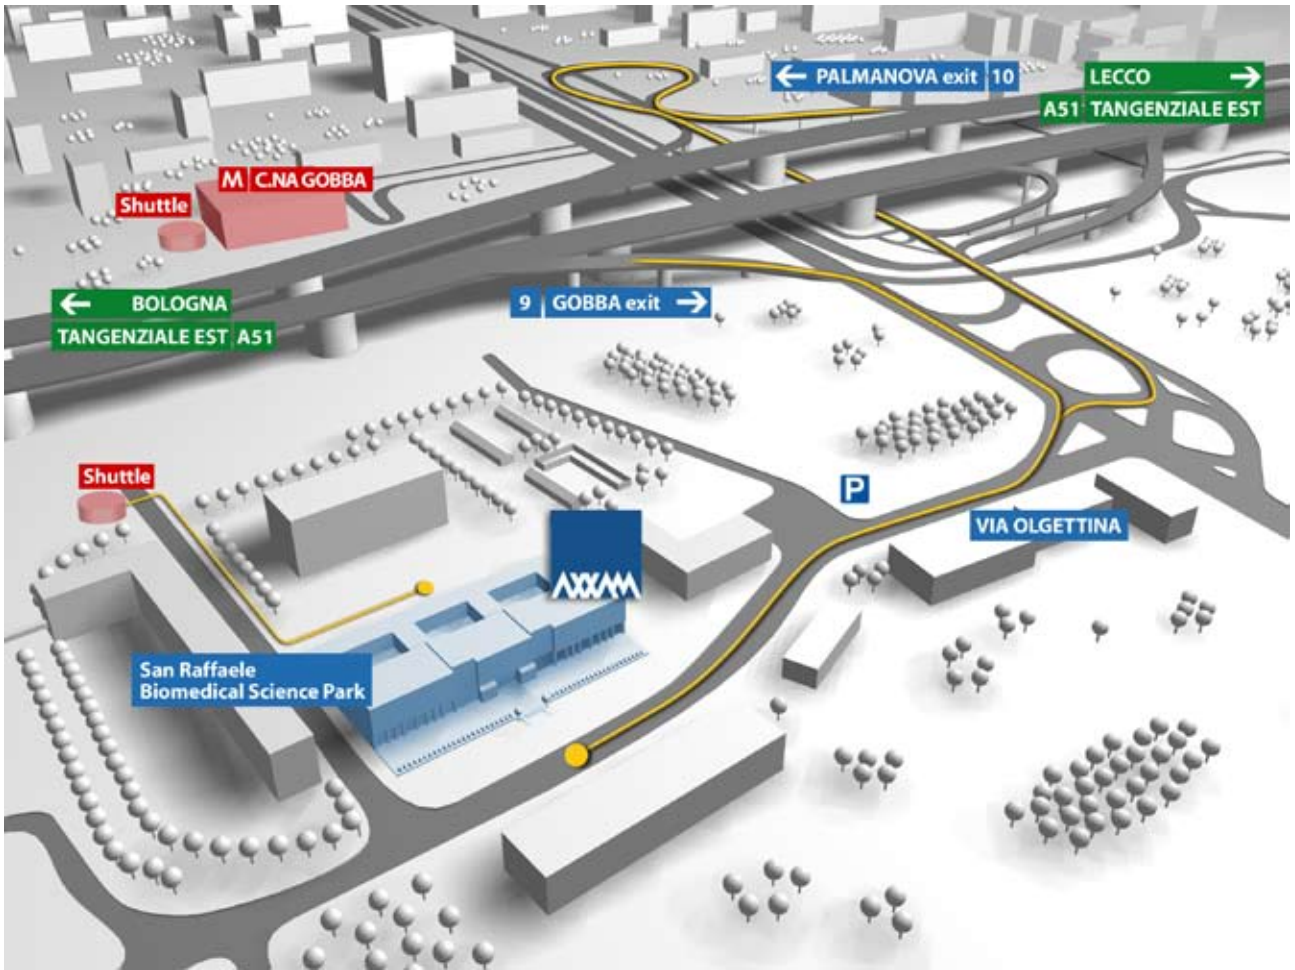 PALMANOVA exit 10
LECCO
A51 TANGENZIALE EST
M C.NA GOBBA
Shuttle
BOLOGNA
TANGENZIALE EST A51
9 GOBBA exit
Shuttle
P
VIA OLGETTINA
AXXAM
San Raffaele
Biomedical Science Park